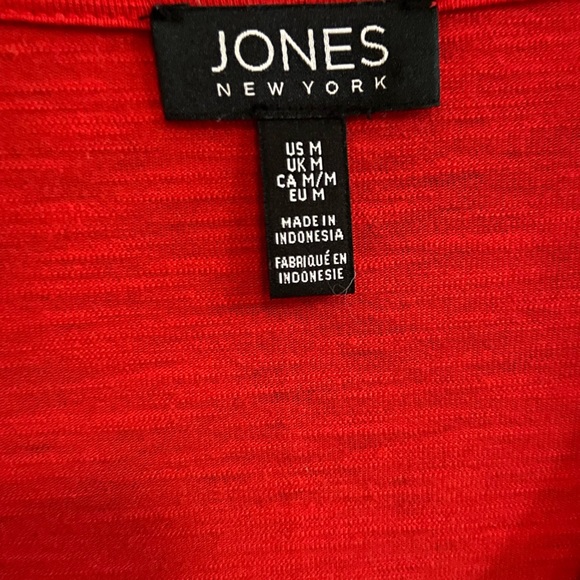 JONES
NEW YORK
US M
UK M
CA M/M
EU M
MADE IN
INDONESIA
FABRIQUÉ EN
INDONESIE